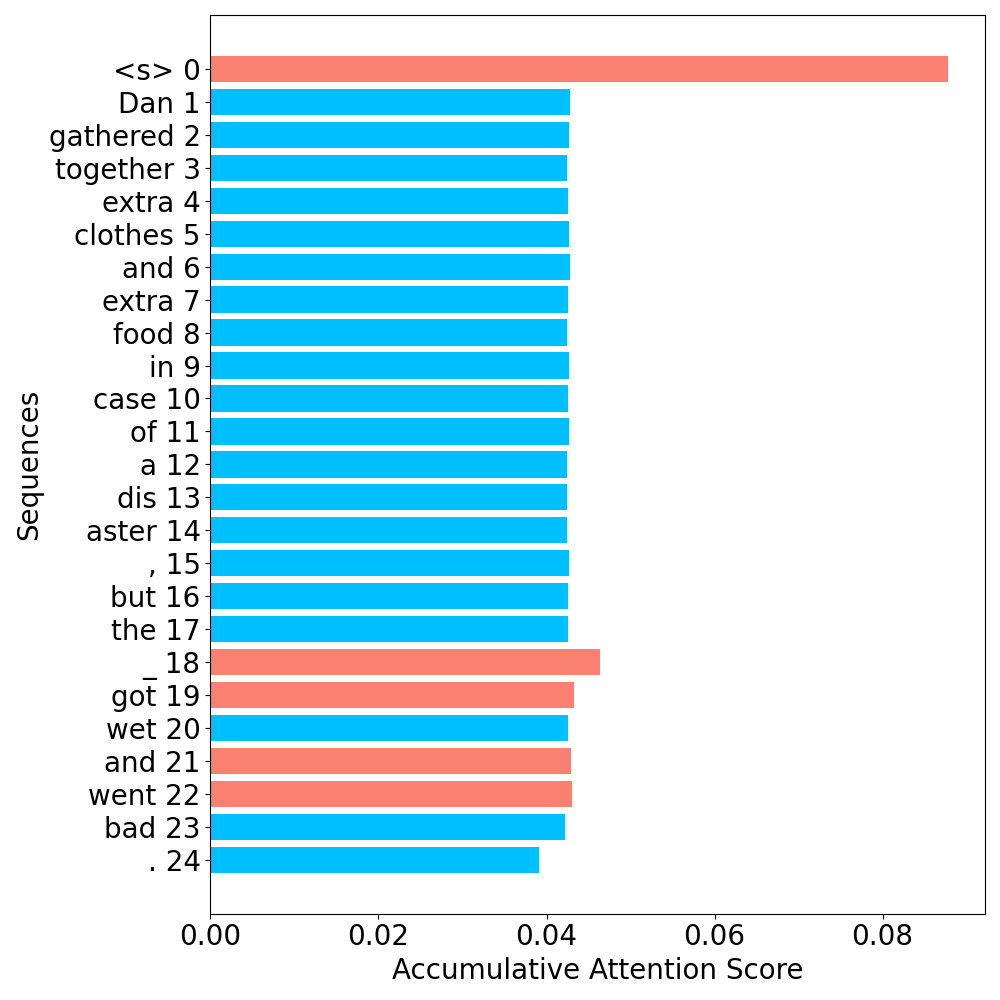 <s> 0
Dan 1
gathered 2
together 3
extra 4
clothes 5
and 6
extra 7
food 8
in 9
case 10
of 11
a 12
dis 13
aster 14
, 15
but 16
the 17
_ 18
got 19
wet 20
and 21
went 22
bad 23
. 24
Sequences
0.00 0.02 0.04 0.06 0.08
Accumulative Attention Score